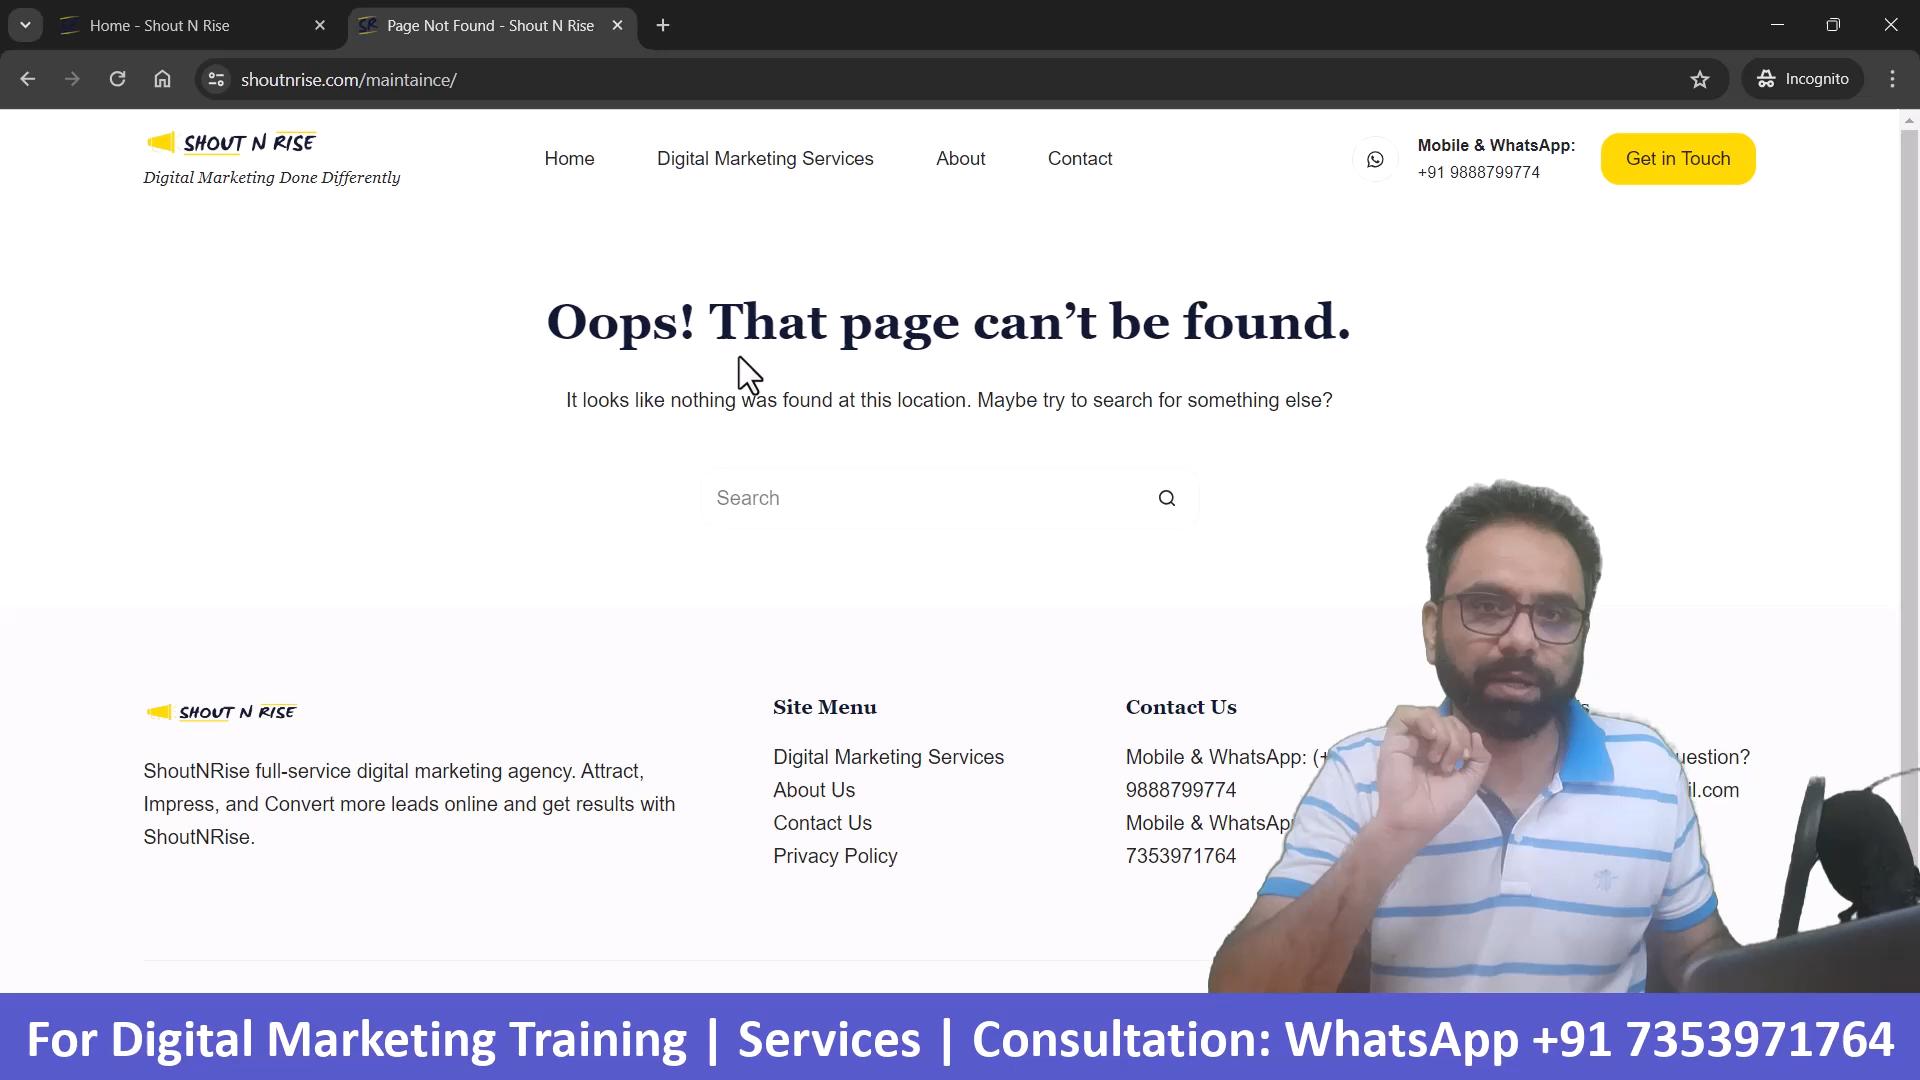 Home - Shout N Rise
Page Not Found - Shout N Rise
shoutnrise.com/maintaince/
Incognito
SHOUT N RISE
Digital Marketing Done Differently
Home
Digital Marketing Services
About
Contact
Mobile & WhatsApp:
+91 9888799774
Get in Touch
Oops! That page can’t be found.
It looks like nothing was found at this location. Maybe try to search for something else?
Search
SHOUT N RISE
ShoutNRise full-service digital marketing agency. Attract,
Impress, and Convert more leads online and get results with
ShoutNRise.
Site Menu
Digital Marketing Services
About Us
Contact Us
Privacy Policy
Contact Us
Mobile & WhatsApp: (+
9888799774
Mobile & WhatsAp
7353971764
uestion?
il.com
For Digital Marketing Training | Services | Consultation: WhatsApp +91 7353971764